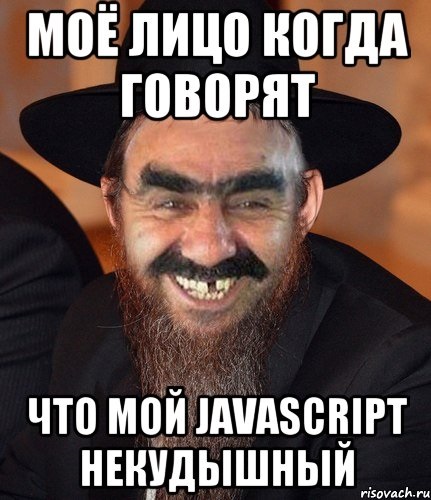 МОЁ ЛИЦО КОГДА
ГОВОРЯТ
ЧТО МОЙ JAVASCRIPT
НЕКУДЫШНЫЙ
risovach.ru